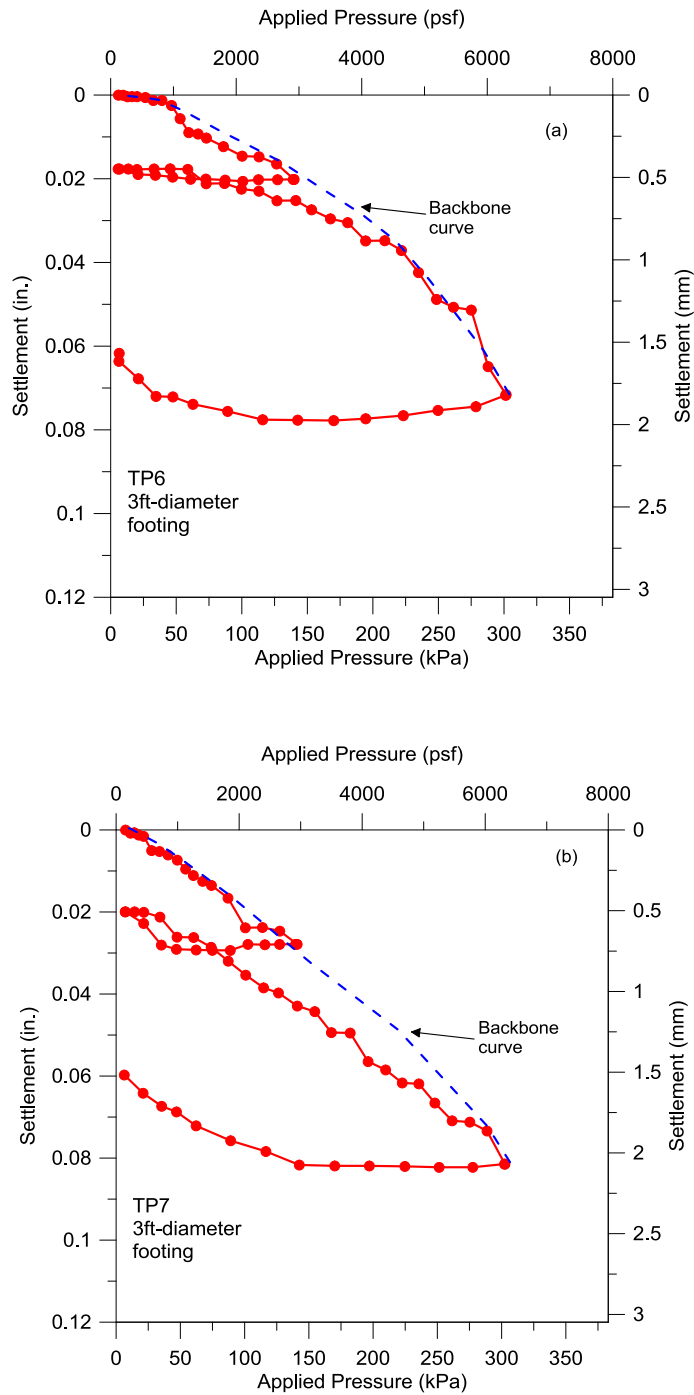 Applied Pressure (psf)
0 2000 4000 6000 8000
0 0
(a)
0.02 0.5
Backbone
curve
0.04 1
Settlement (in.)
Settlement (mm)
0.06 1.5
0.08 2
TP6
3ft-diameter
footing
0.1 2.5
0.12 3
0 50 100 150 200 250 300 350
Applied Pressure (kPa)
Applied Pressure (psf)
0 2000 4000 6000 8000
0 0
(b)
0.02 0.5
0.04 1
Backbone
curve
Settlement (in.)
Settlement (mm)
0.06 1.5
0.08 2
TP7
3ft-diameter
footing
0.1 2.5
0.12 3
0 50 100 150 200 250 300 350
Applied Pressure (kPa)